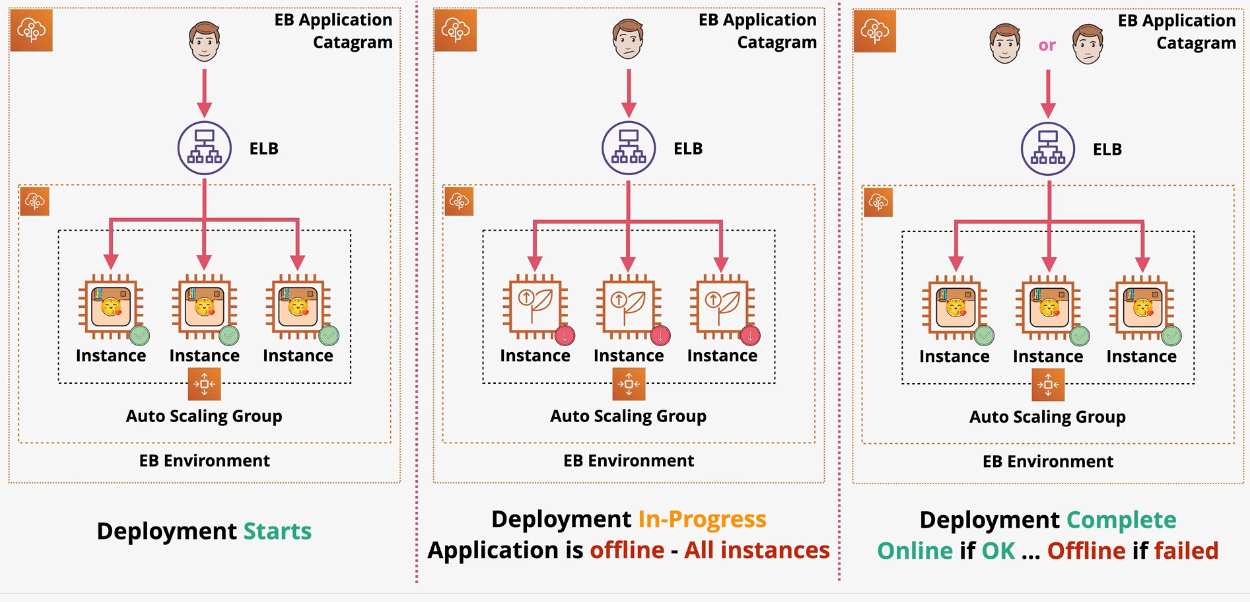 EB Application
Catagram
ELB
Instance
Instance
Instance
Auto Scaling Group
EB Environment
Deployment Starts
EB Application
Catagram
ELB
Instance
Instance
Instance
Auto Scaling Group
EB Environment
Deployment In-Progress
Application is offline - All instances
EB Application
Catagram
or
ELB
Instance
Instance
Instance
Auto Scaling Group
EB Environment
Deployment Complete
Online if OK ... Offline if failed